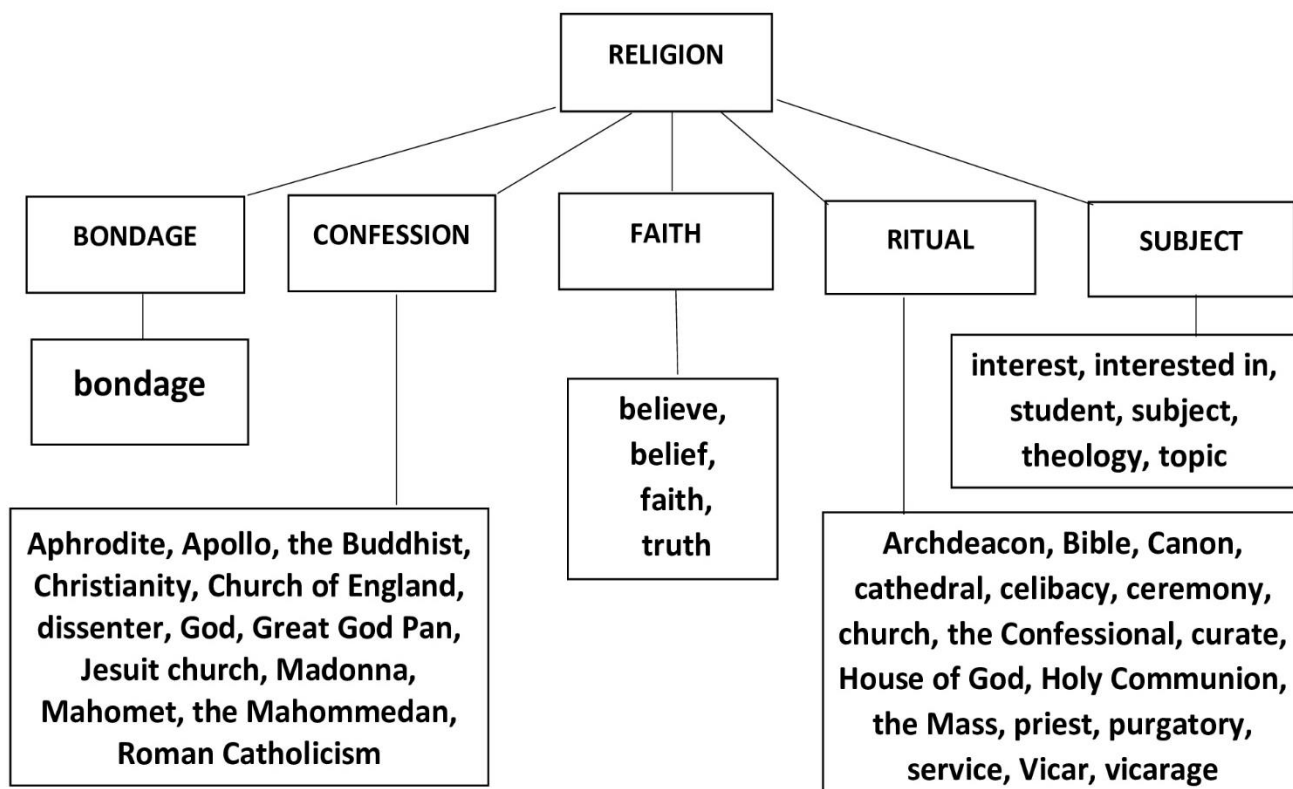 RELIGION
BONDAGE
CONFESSION
FAITH
RITUAL
SUBJECT
bondage
Aphrodite, Apollo, the Buddhist,
Christianity, Church of England,
dissenter, God, Great God Pan,
Jesuit church, Madonna,
Mahomet, the Mahommedan,
Roman Catholicism
believe,
belief,
faith,
truth
Archdeacon, Bible, Canon,
cathedral, celibacy, ceremony,
church, the Confessional, curate,
House of God, Holy Communion,
the Mass, priest, purgatory,
service, Vicar, vicarage
interest, interested in,
student, subject,
theology, topic